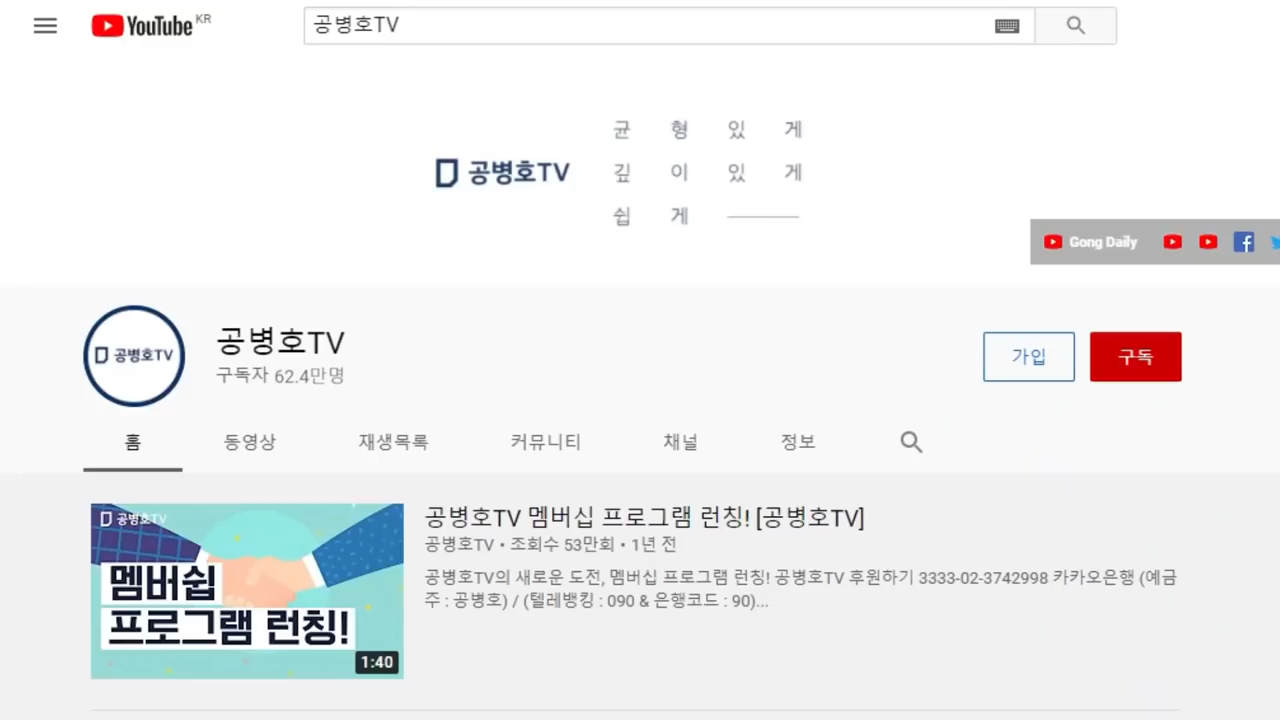 YouTube KR
공병호TV
균형있게
공병호TV
깊이있게
쉽게
Gong Daily
공병호TV
공병호TV
구독자 62.4만명
가입
구독
홈 동영상 재생목록 커뮤니티 채널 정보
공병호TV
멤버쉽
프로그램 런칭!
1:40
공병호TV 멤버십 프로그램 런칭! [공병호TV]
공병호TV • 조회수 53만회 • 1년 전
공병호TV의 새로운 도전, 멤버십 프로그램 런칭! 공병호TV 후원하기 3333-02-3742998 카카오은행 (예금
주 : 공병호) / (텔레뱅킹 : 090 & 은행코드 : 90)...